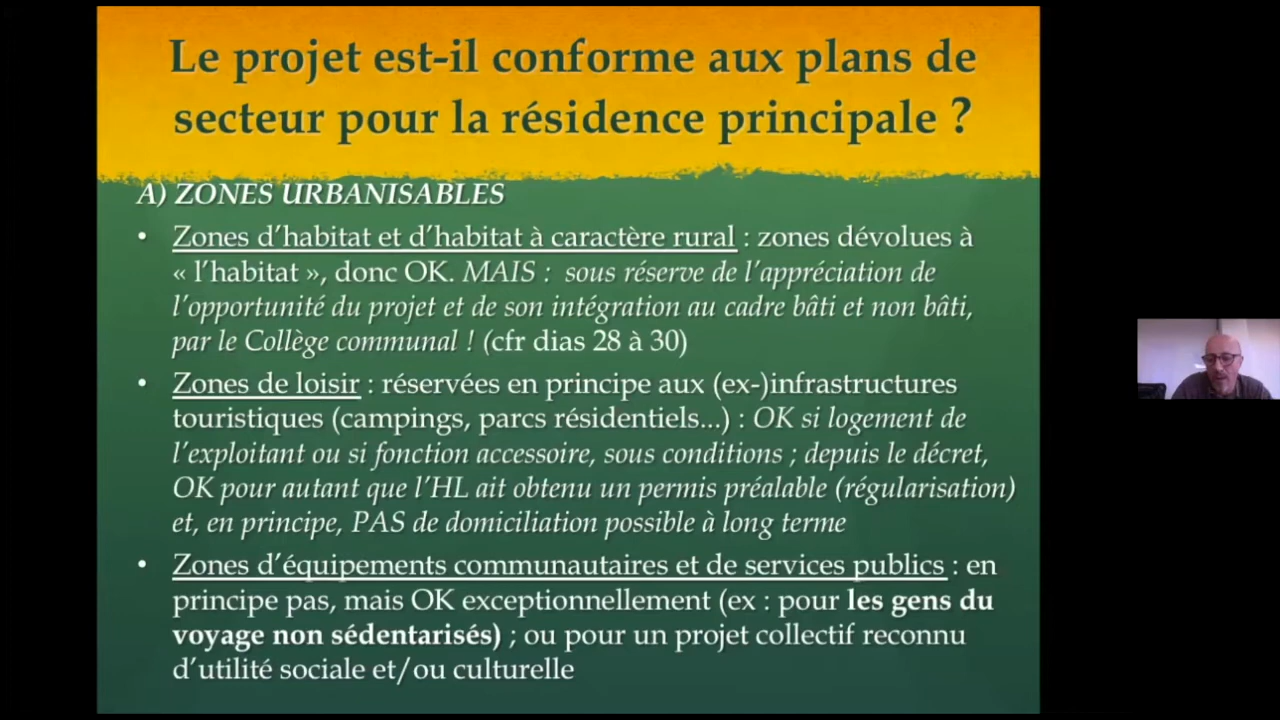 Le projet est-il conforme aux plans de
secteur pour la résidence principale ?
A) ZONES URBANISABLES
• Zones d’habitat et d’habitat à caractère rural : zones dévolues à
« l’habitat », donc OK. MAIS : sous réserve de l’appréciation de
l’opportunité du projet et de son intégration au cadre bâti et non bâti,
par le Collège communal ! (cfr dias 28 à 30)
• Zones de loisir : réservées en principe aux (ex-)infrastructures
touristiques (campings, parcs résidentiels...) : OK si logement de
l’exploitant ou si fonction accessoire, sous conditions ; depuis le décret,
OK pour autant que l’HL ait obtenu un permis préalable (régularisation)
et, en principe, PAS de domiciliation possible à long terme
• Zones d’équipements communautaires et de services publics : en
principe pas, mais OK exceptionnellement (ex : pour les gens du
voyage non sédentarisés) ; ou pour un projet collectif reconnu
d’utilité sociale et/ou culturelle